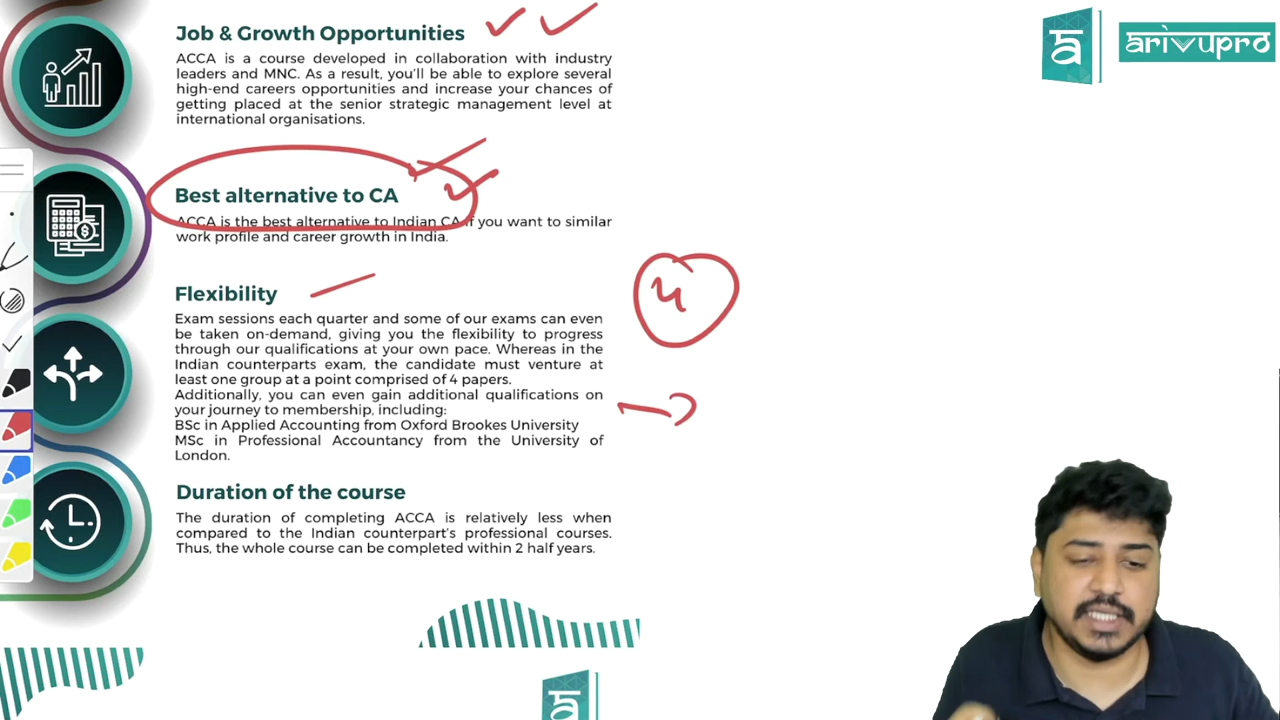 Job & Growth Opportunities
ACCA is a course developed in collaboration with industry
leaders and MNC. As a result, you'll be able to explore several
high-end careers opportunities and increase your chances of
getting placed at the senior strategic management level at
international organisations.
Best alternative to CA
ACCA is the best alternative to Indian CA if you want to similar
work profile and career growth in India.
Flexibility
Exam sessions each quarter and some of our exams can even
be taken on-demand, giving you the flexibility to progress
through our qualifications at your own pace. Whereas in the
Indian counterparts exam, the candidate must venture at
least one group at a point comprised of 4 papers.
Additionally, you can even gain additional qualifications on
your journey to membership, including:
BSc in Applied Accounting from Oxford Brookes University
MSc in Professional Accountancy from the University of
London.
Duration of the course
The duration of completing ACCA is relatively less when
compared to the Indian counterpart's professional courses.
Thus, the whole course can be completed within 2 half years.
4
a
arivupro
a